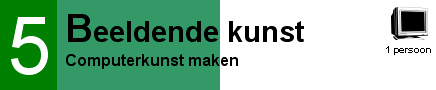 5
Beeldende kunst
Computerkunst maken
1 persoon